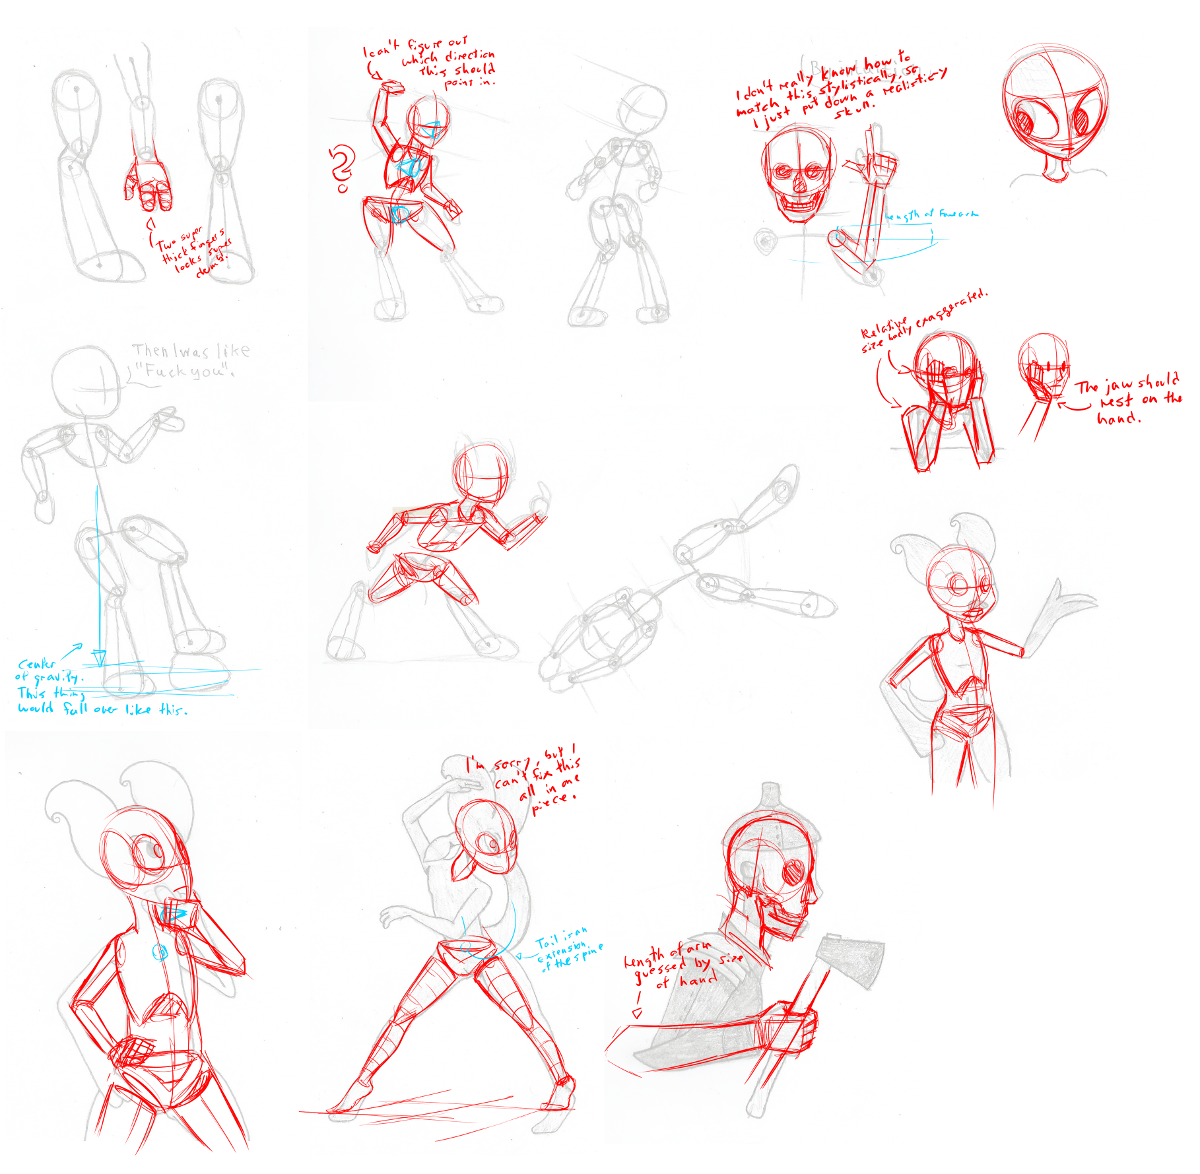 I can't figure out
which direction
This should
point in.
I don't really know how to
match this stylistically, so
I just put down a realisticy
skull.
?
Two super
thick fingers
looks super
dumb.
length of Forearm
Relative
size badly exaggerated.
The jaw should
rest on the
hand.
Then I was like
"Fuck you".
Center
of gravity.
This thing
would fall over like this.
I'm sorry, but I
can't fix this
all in one
piece.
Tail is an
extension
of the spine
Length of arm
guessed by size
of hand